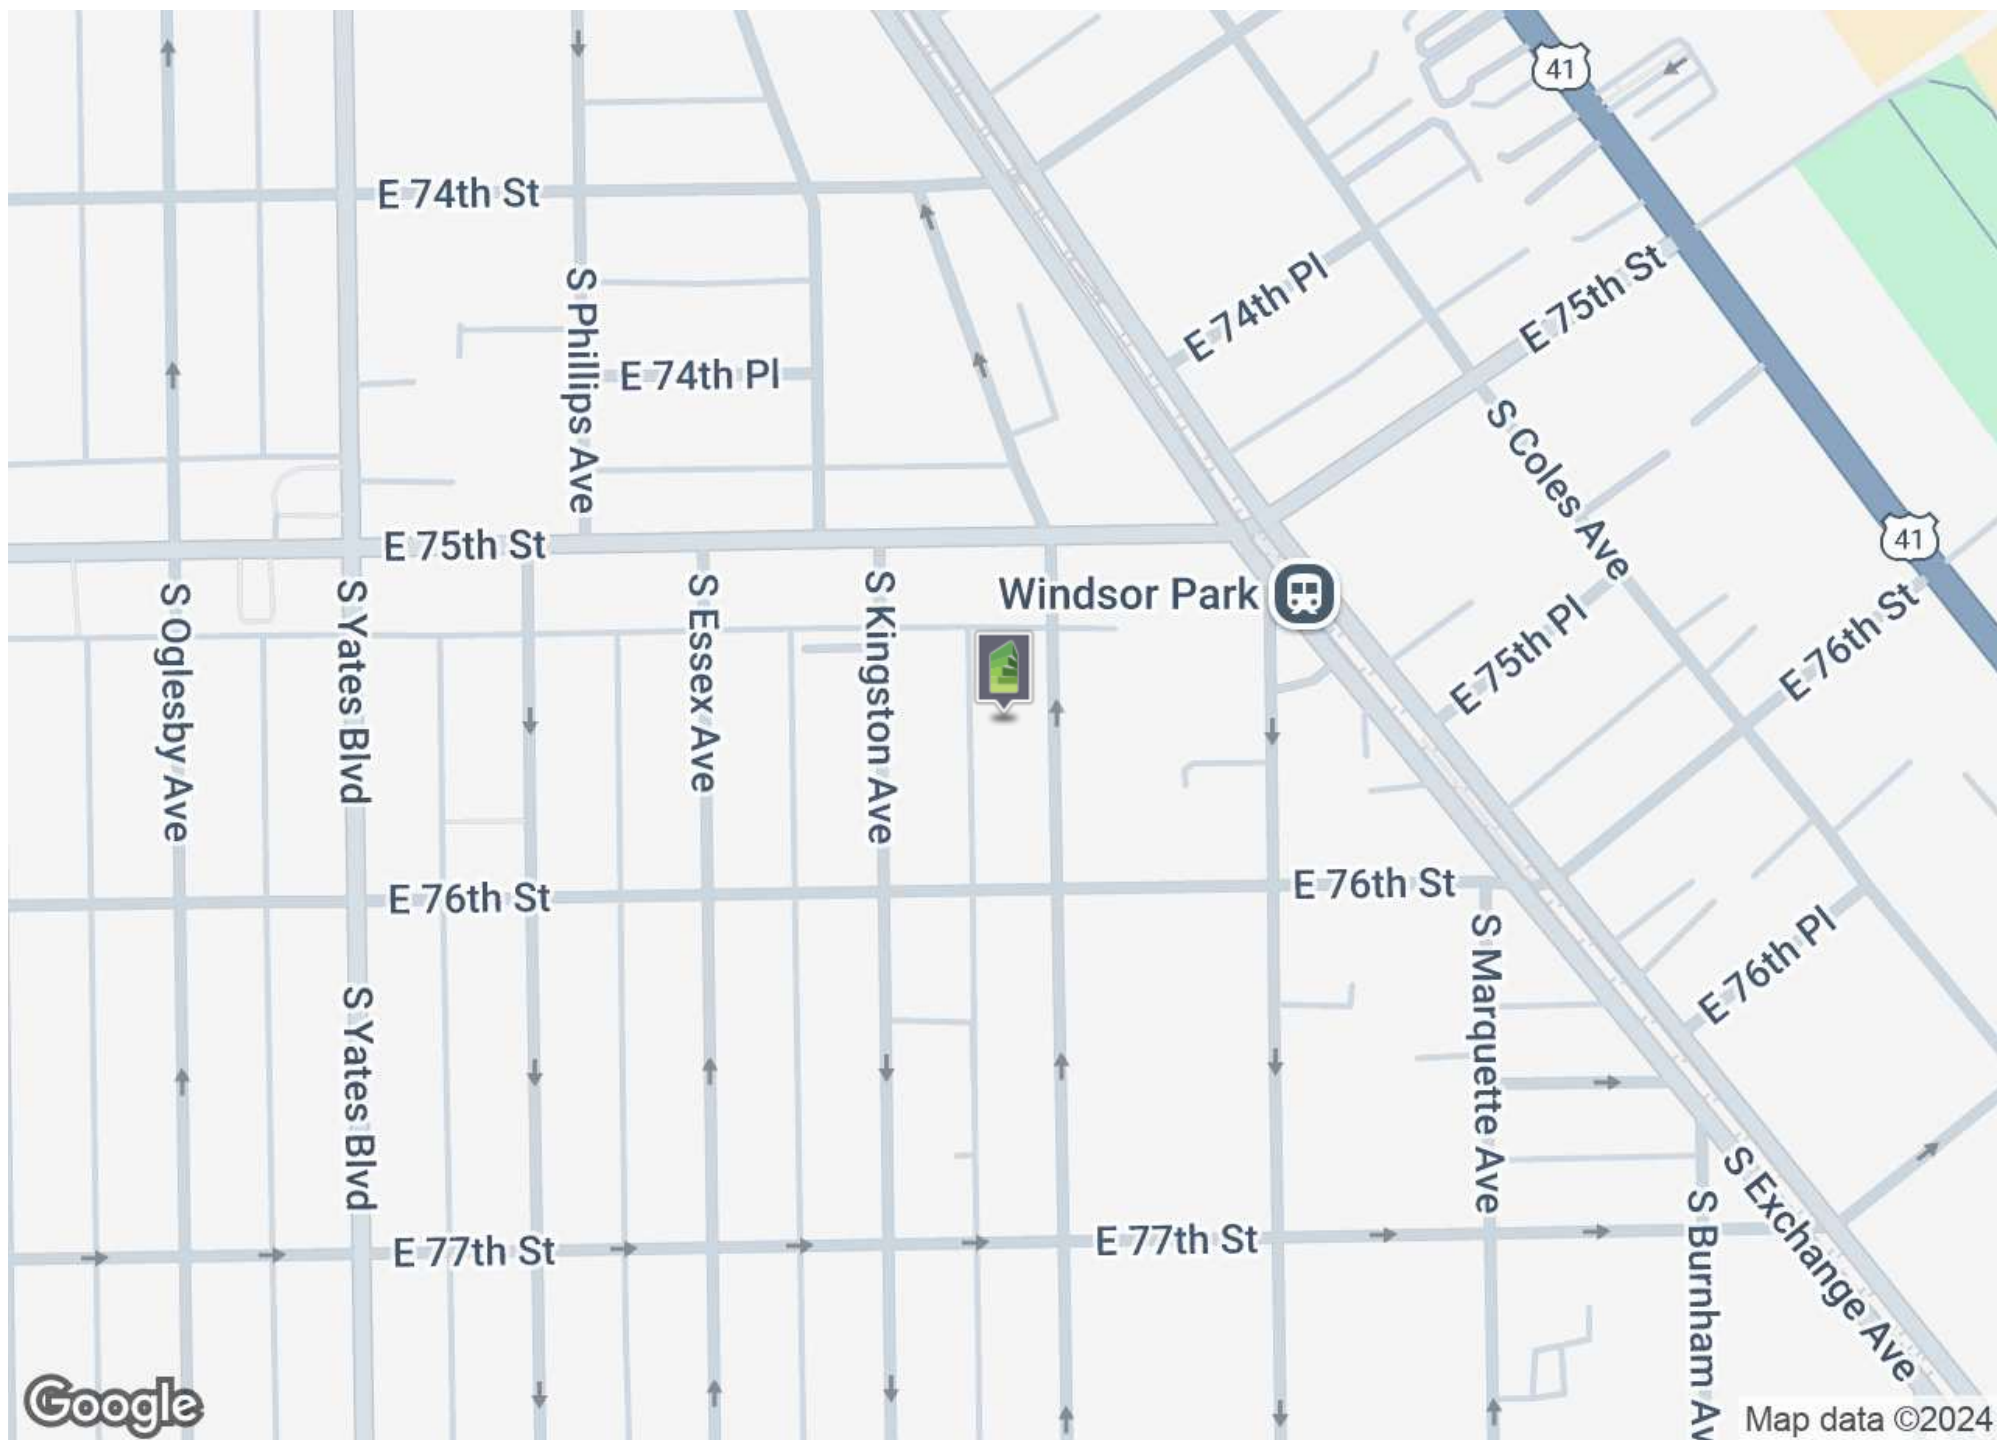 41
E 74th St
S Phillips Ave
E 74th Pl
E 74th Pl
E 75th St
S Coles Ave
41
E 75th St
S Oglesby Ave
S Yates Blvd
S Essex Ave
S Kingston Ave
Windsor Park
E 75th Pl
E 76th St
E 76th St
E 76th St
S Marquette Ave
E 76th Pl
S Yates Blvd
E 77th St
E 77th St
S Exchange Ave
S Burnham Av
Google
Map data ©2024